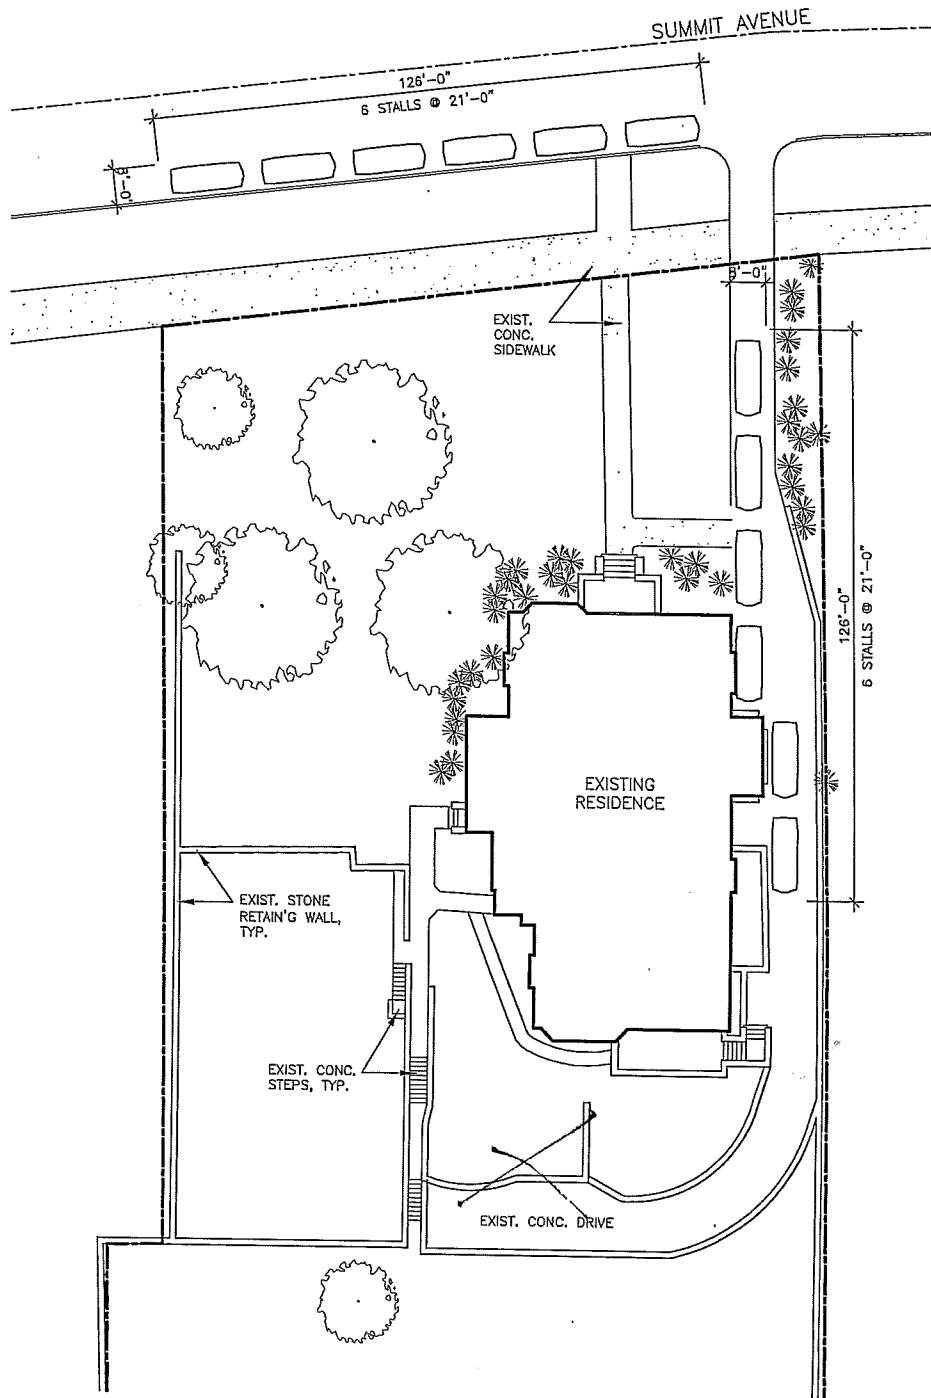 SUMMIT AVENUE
126'-0"
6 STALLS @ 21'-0"
8'-0"
8'-0"
EXIST.
CONC.
SIDEWALK
126'-0"
6 STALLS @ 21'-0"
EXISTING
RESIDENCE
EXIST. STONE
RETAIN'G WALL,
TYP.
EXIST. CONC.
STEPS, TYP.
EXIST. CONC. DRIVE